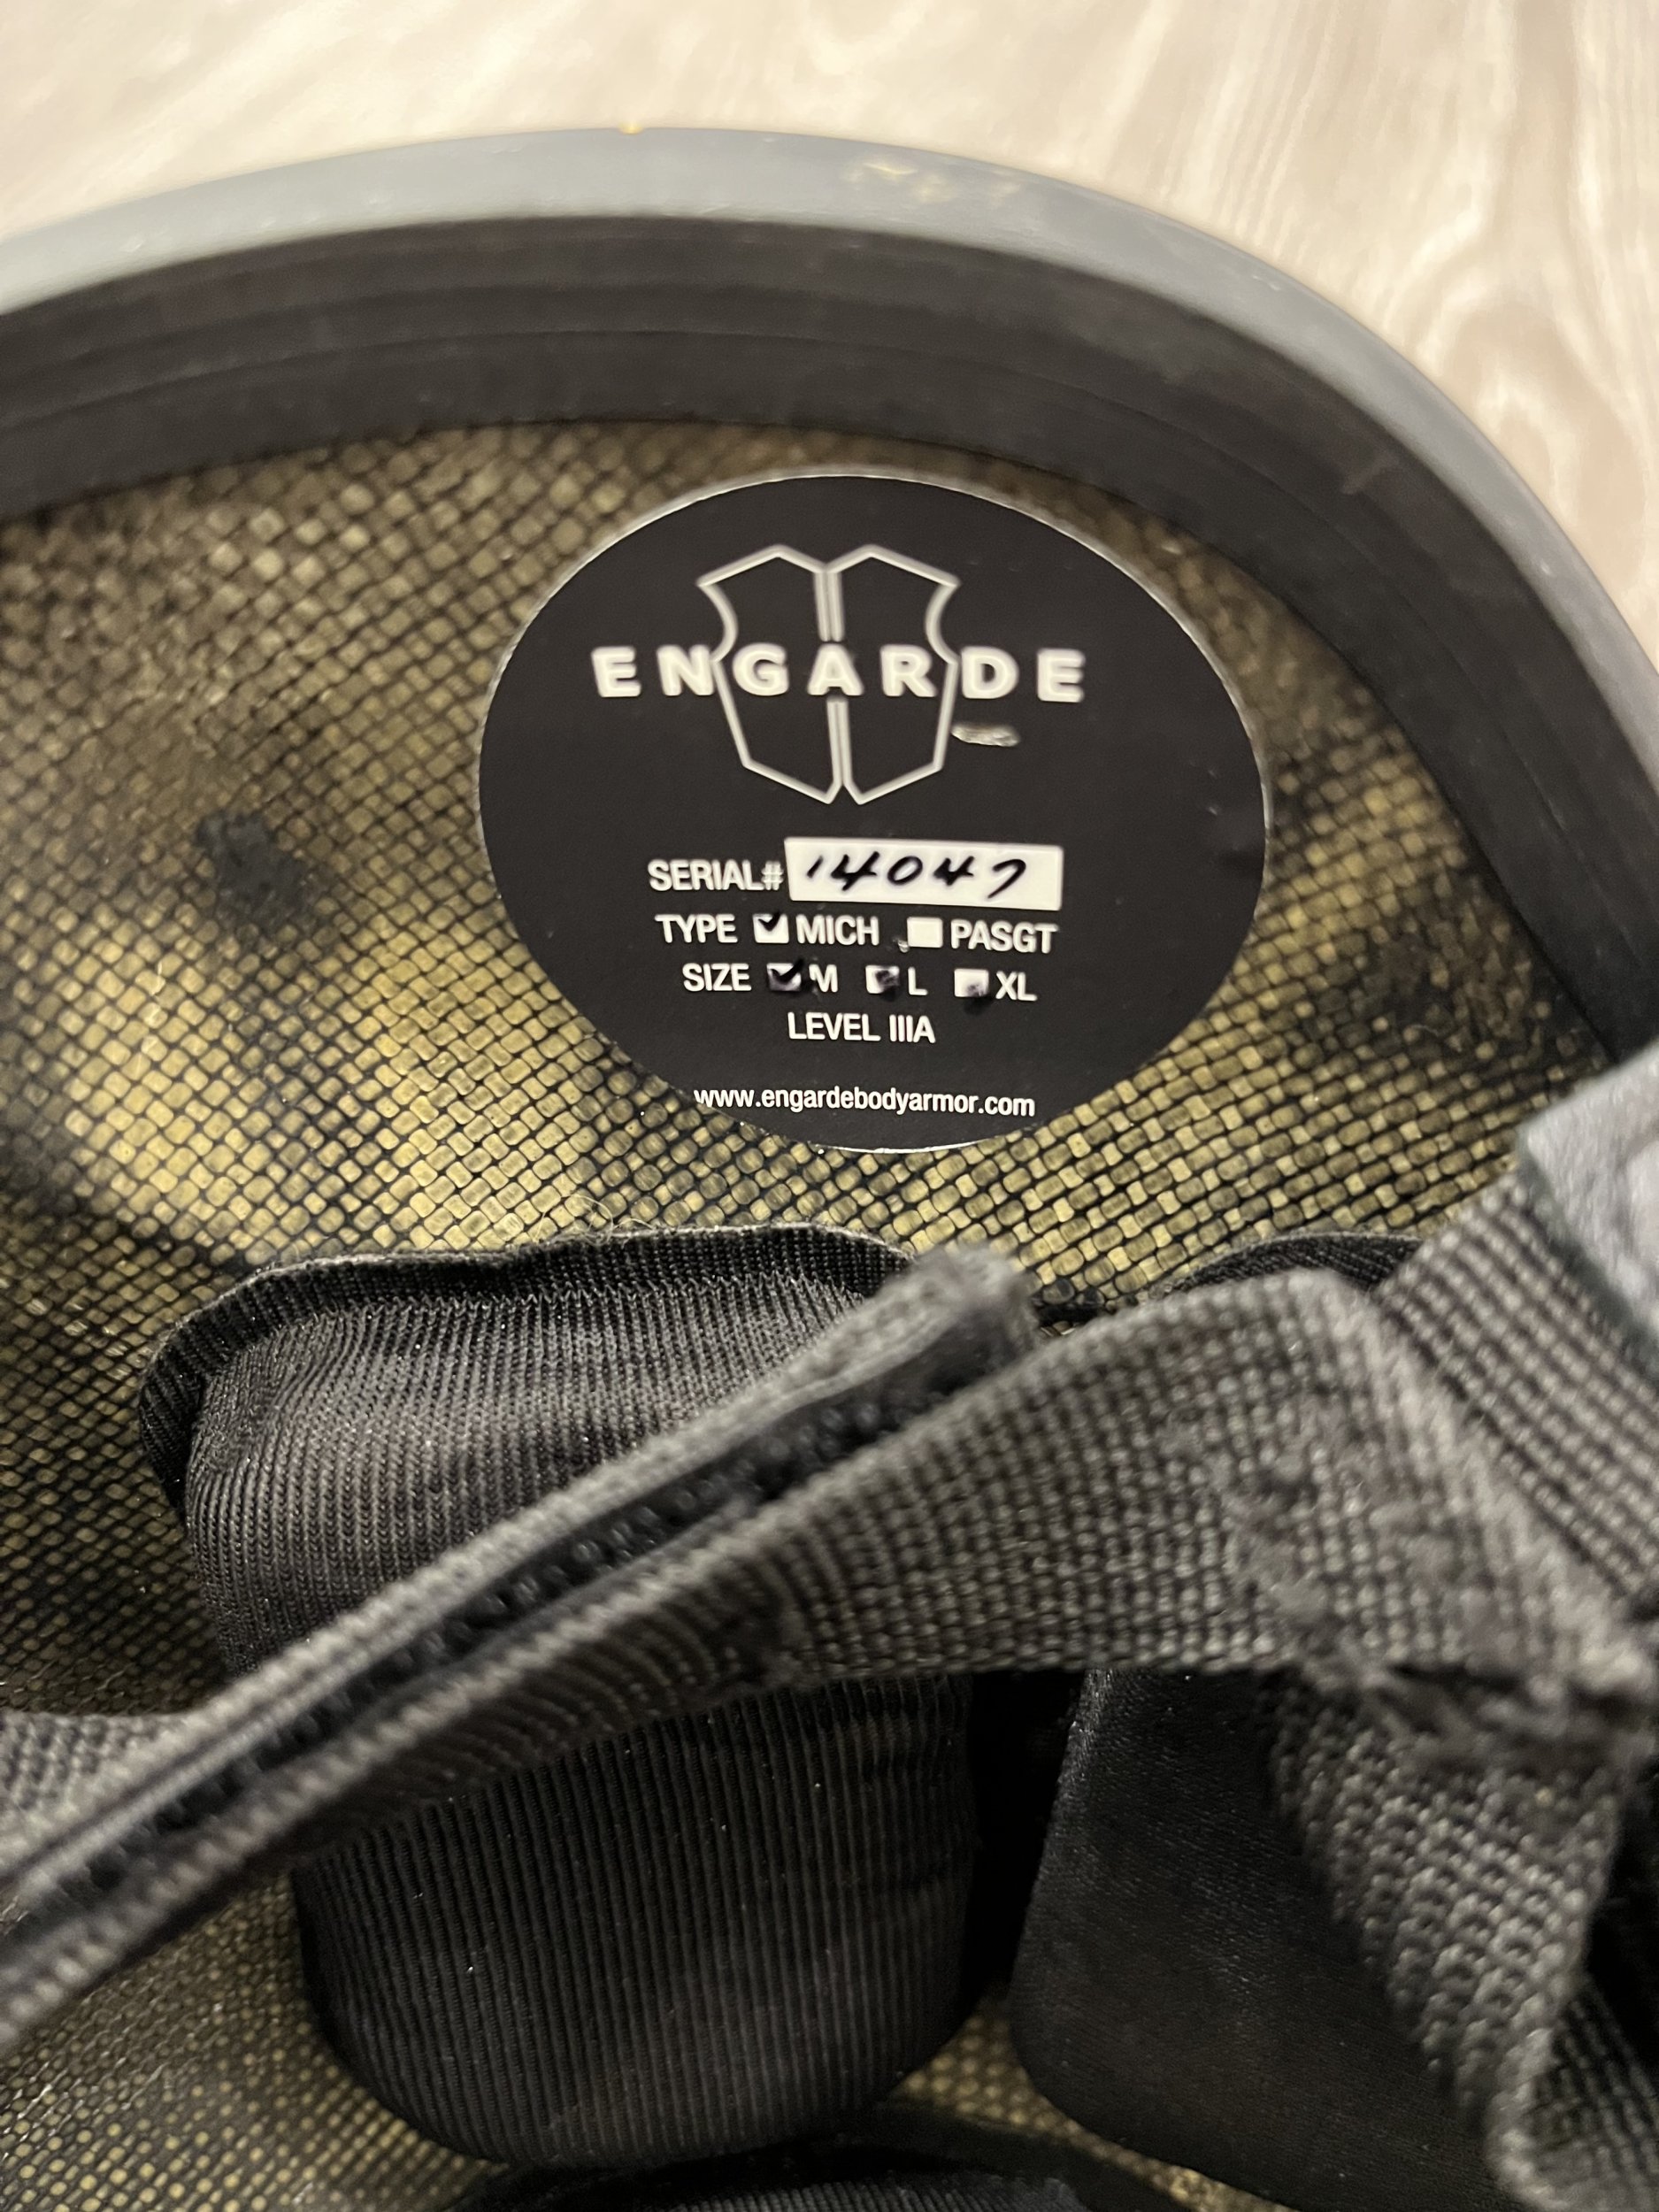 ENGARDE
SERIAL# 14047
TYPE MICH PASGT
SIZE M L XL
LEVEL IIIA
www.engardebodyarmor.com